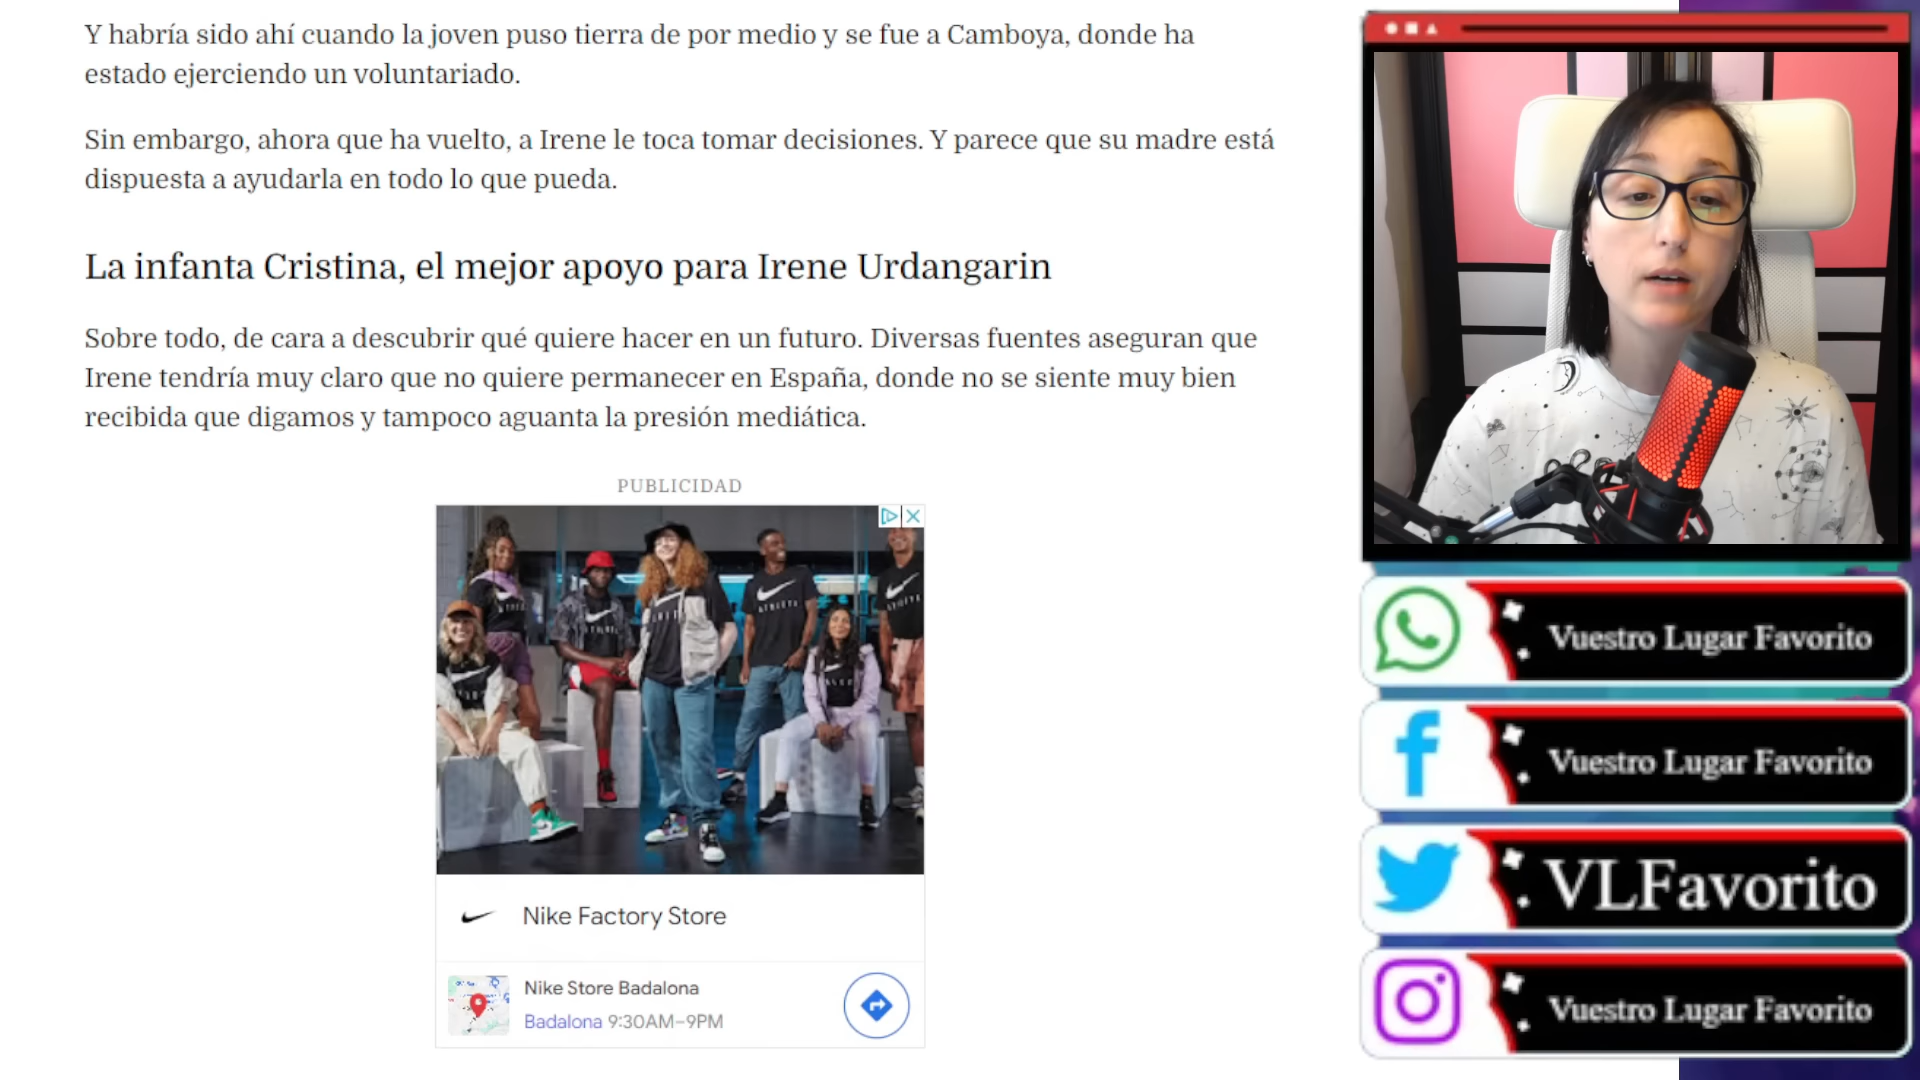 Y habría sido ahí cuando la joven puso tierra de por medio y se fue a Camboya, donde ha
estado ejerciendo un voluntariado.
Sin embargo, ahora que ha vuelto, a Irene le toca tomar decisiones. Y parece que su madre está
dispuesta a ayudarla en todo lo que pueda.
La infanta Cristina, el mejor apoyo para Irene Urdangarin
Sobre todo, de cara a descubrir qué quiere hacer en un futuro. Diversas fuentes aseguran que
Irene tendría muy claro que no quiere permanecer en España, donde no se siente muy bien
recibida que digamos y tampoco aguanta la presión mediática.
PUBLICIDAD
Nike Factory Store
Nike Store Badalona
Badalona 9:30AM–9PM
Vuestro Lugar Favorito
Vuestro Lugar Favorito
VLFavorito
Vuestro Lugar Favorito